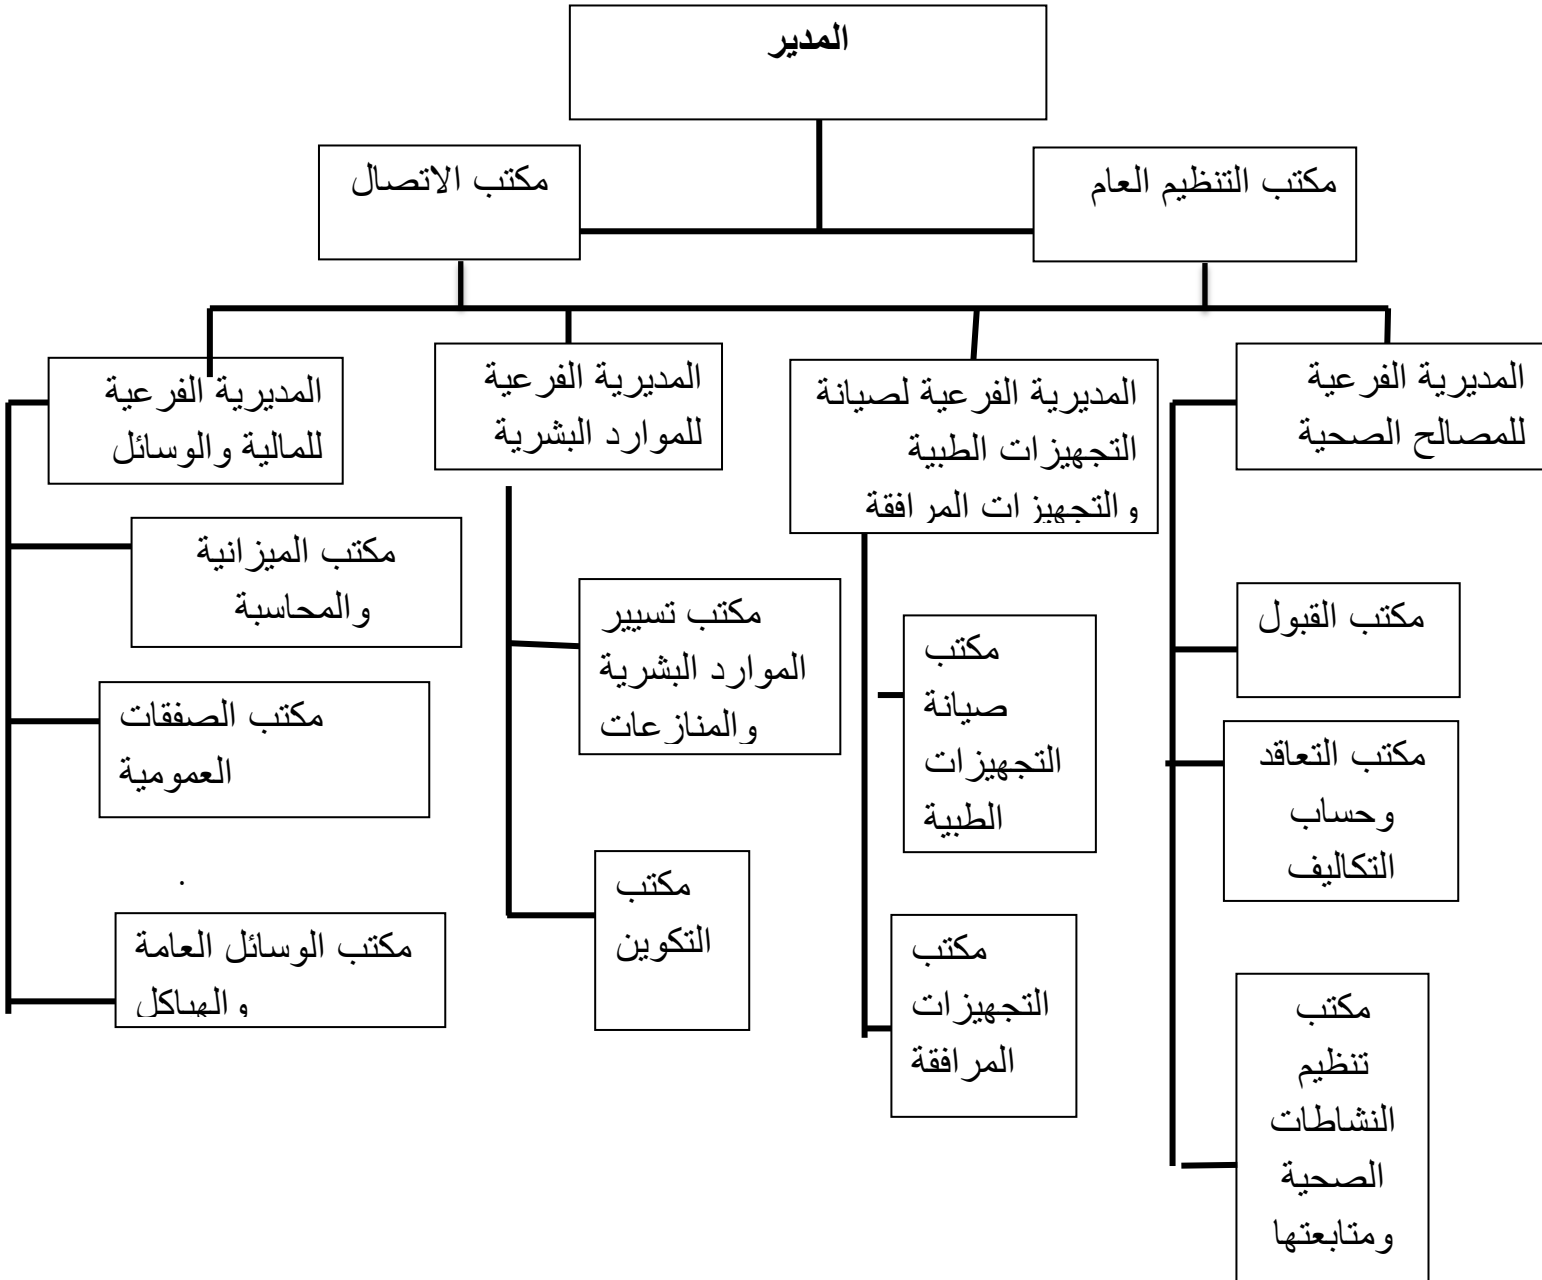 المدير
مكتب التنظيم العام
مكتب الاتصال
المديرية الفرعية
للمصالح الصحية
المديرية الفرعية لصيانة
التجهيزات الطبية
والتجهيزات المرافقة
المديرية الفرعية
للموارد البشرية
المديرية الفرعية
للمالية والوسائل
مكتب القبول
مكتب التعاقد
وحساب
التكاليف
مكتب
تنظيم
النشاطات
الصحية
ومتابعتها
مكتب
صيانة
التجهيزات
الطبية
مكتب
التجهيزات
المرافقة
مكتب تسيير
الموارد البشرية
والمنازعات
مكتب
التكوين
مكتب الميزانية
والمحاسبة
مكتب الصفقات
العمومية
.
مكتب الوسائل العامة
والهياكل